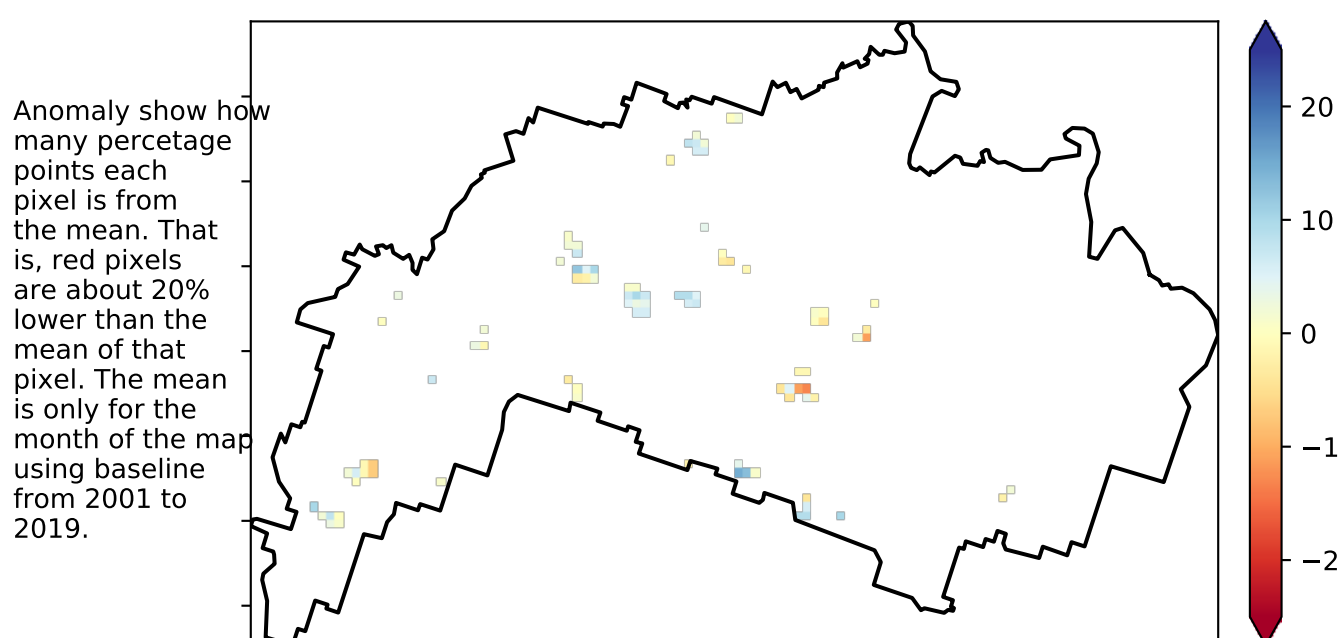 Anomaly show how
many percetage
points each
pixel is from
the mean. That
is, red pixels
are about 20%
lower than the
mean of that
pixel. The mean
is only for the
month of the map
using baseline
from 2001 to
2019.
20
10
0
−1
−2